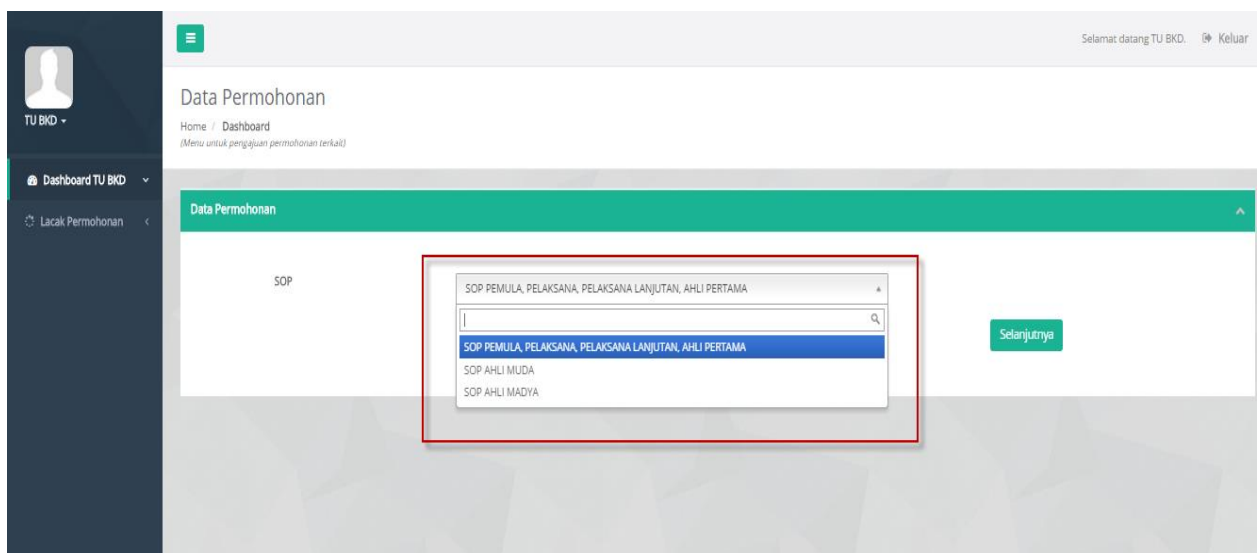 Selamat datang TU BKD. Keluar
TU BKD
Data Permohonan
Home / Dashboard
(Menu untuk pengajuan permohonan terkait)
Dashboard TU BKD
Lacak Permohonan
Data Permohonan
SOP
SOP PEMULA, PELAKSANA, PELAKSANA LANJUTAN, AHLI PERTAMA
SOP PEMULA, PELAKSANA, PELAKSANA LANJUTAN, AHLI PERTAMA
SOP AHLI MUDA
SOP AHLI MADYA
Selanjutnya